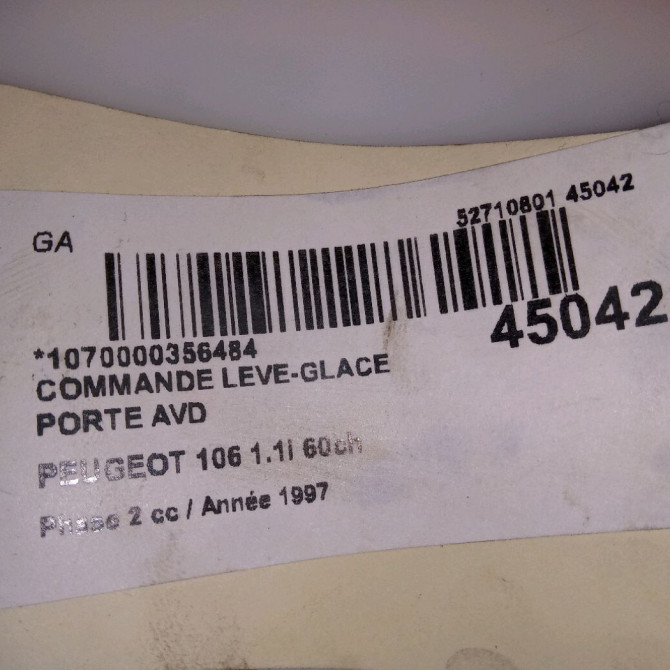 GA
52710801 45042
45042
*1070000356484
COMMANDE LEVE-GLACE
PORTE AVD
PEUGEOT 106 1.1i 60ch
Phase 2 cc / Année 1997